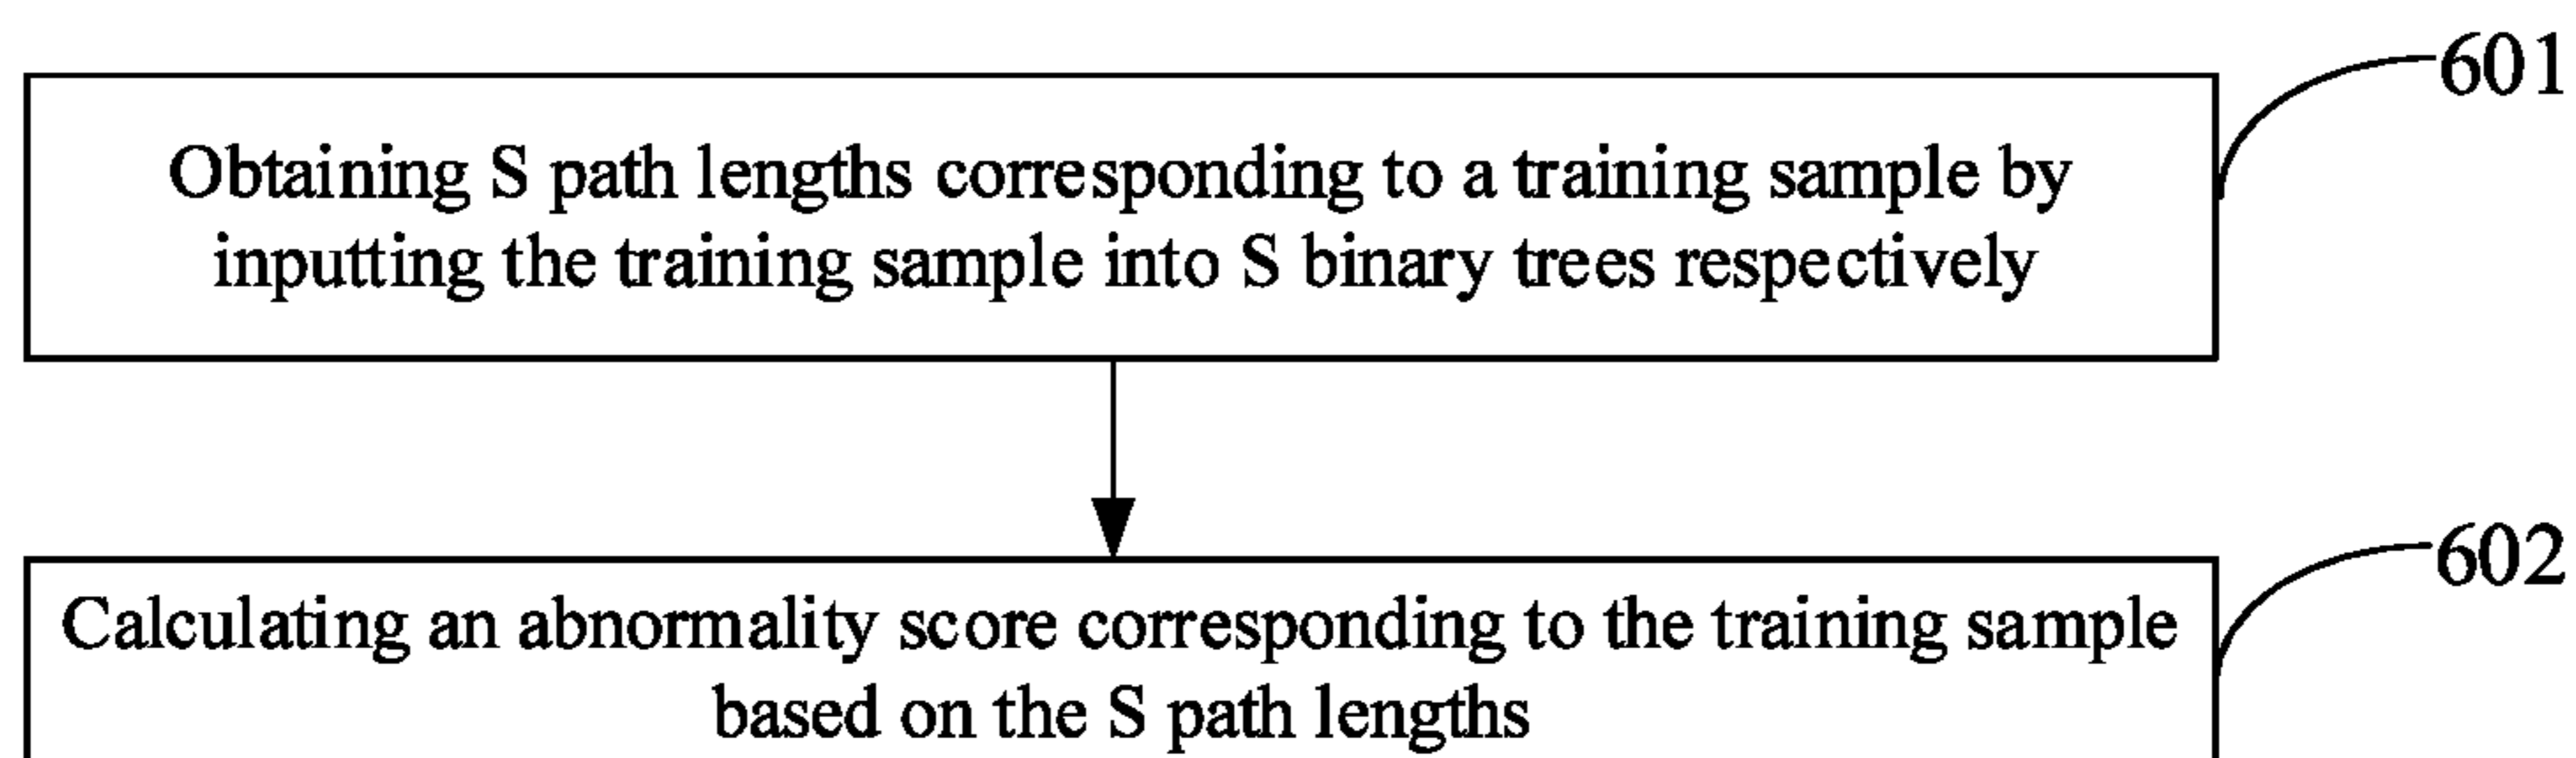 601
Obtaining S path lengths corresponding to a training sample by
inputting the training sample into S binary trees respectively
602
Calculating an abnormality score corresponding to the training sample
based on the S path lengths